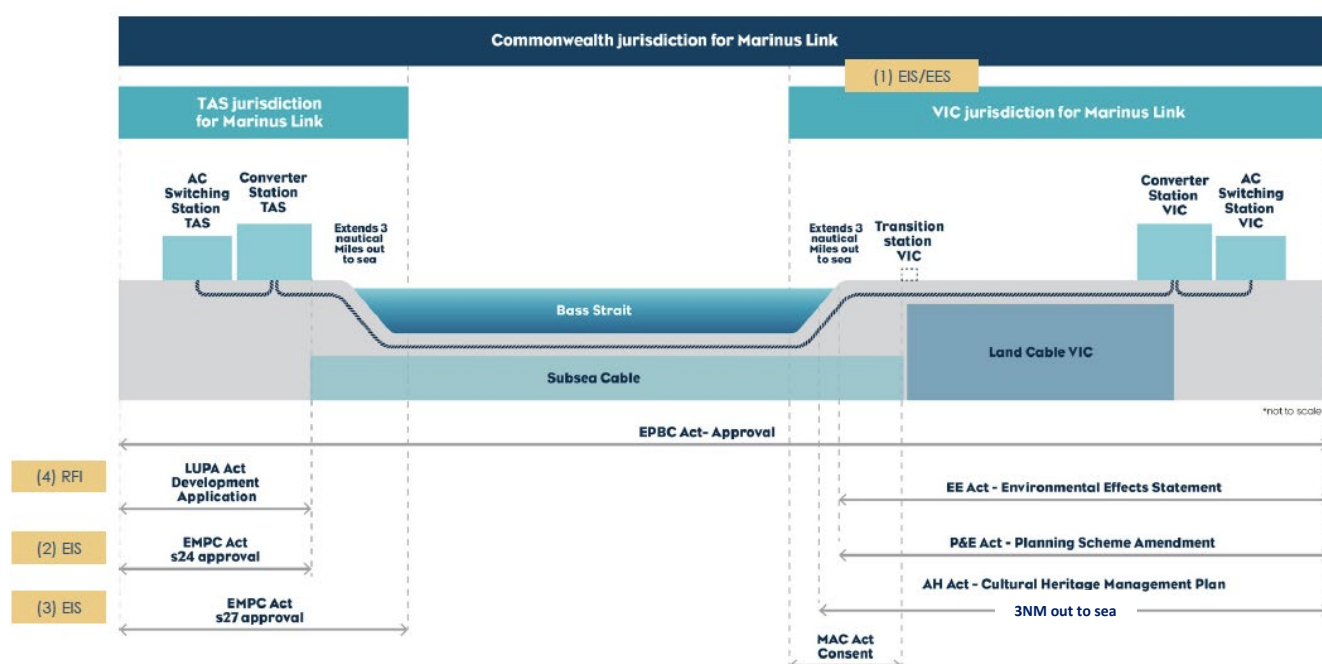 Commonwealth jurisdiction for Marinus Link
(1) EIS/EES
TAS jurisdiction
for Marinus Link
VIC jurisdiction for Marinus Link
AC
Switching
Station
TAS
Converter
Station
TAS
Extends 3
nautical
Miles out
to sea
Extends 3
nautical
Miles out
to sea
Transition
station
VIC
Converter
Station
VIC
AC
Switching
Station
VIC
Bass Strait
Land Cable VIC
Subsea Cable
*not to scale
EPBC Act- Approval
(4) RFI
LUPA Act
Development
Application
EE Act - Environmental Effects Statement
(2) EIS
EMPC Act
s24 approval
P&E Act - Planning Scheme Amendment
(3) EIS
EMPC Act
s27 approval
AH Act - Cultural Heritage Management Plan
3NM out to sea
MAC Act
Consent